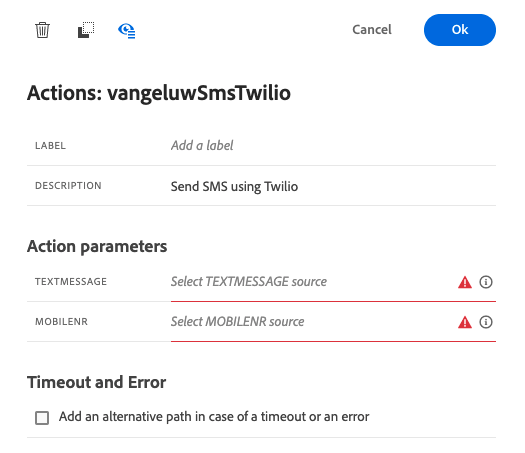 Cancel Ok
Actions: vangeluwSmsTwilio
LABEL Add a label
DESCRIPTION Send SMS using Twilio
Action parameters
TEXTMESSAGE Select TEXTMESSAGE source
MOBILENR Select MOBILENR source
Timeout and Error
Add an alternative path in case of a timeout or an error